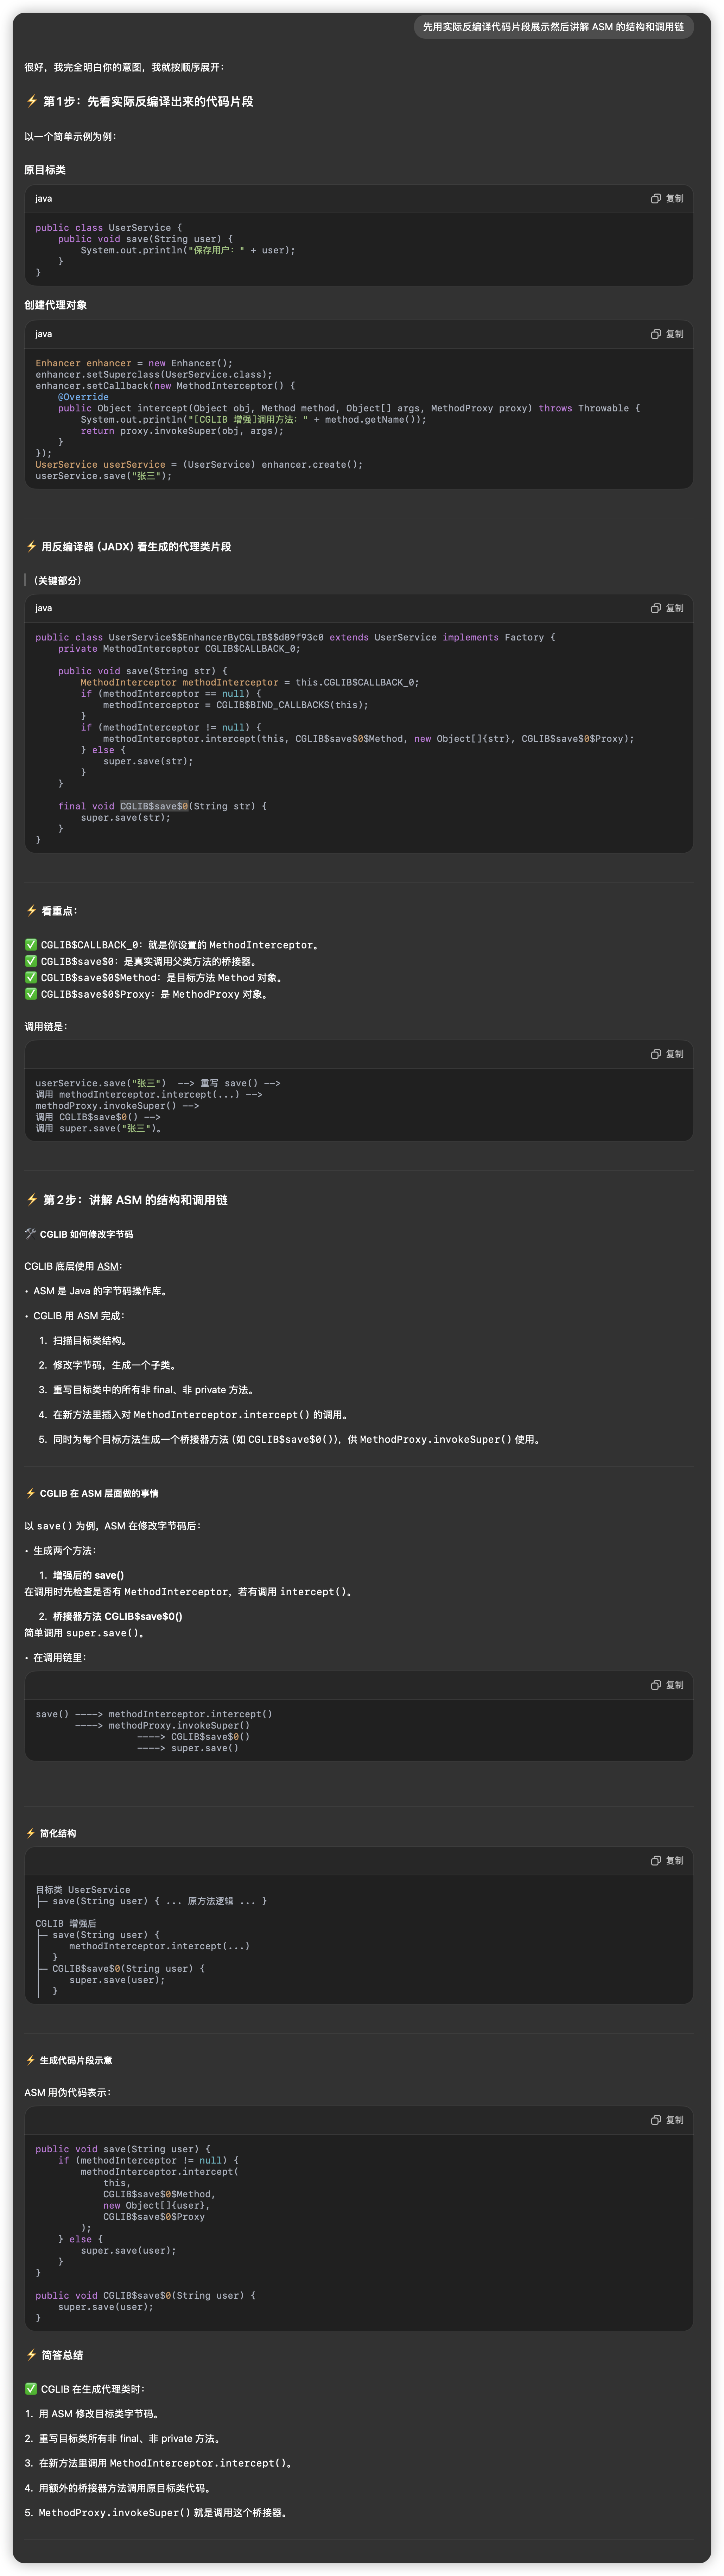 先用实际反编译代码片段展示然后讲解 ASM 的结构和调用链
很好，我完全明白你的意图，我就按顺序展开：
⚡ 第1步：先看实际反编译出来的代码片段
以一个简单示例为例：
原目标类
java
复制
public class UserService {
    public void save(String user) {
        System.out.println("保存用户：" + user);
    }
}
创建代理对象
java
复制
Enhancer enhancer = new Enhancer();
enhancer.setSuperclass(UserService.class);
enhancer.setCallback(new MethodInterceptor() {
    @Override
    public Object intercept(Object obj, Method method, Object[] args, MethodProxy proxy) throws Throwable {
        System.out.println("[CGLIB 增强]调用方法：" + method.getName());
        return proxy.invokeSuper(obj, args);
    }
});
UserService userService = (UserService) enhancer.create();
userService.save("张三");
⚡ 用反编译器 (JADX) 看生成的代理类片段
（关键部分）
java
复制
public class UserService$$EnhancerByCGLIB$$d89f93c0 extends UserService implements Factory {
    private MethodInterceptor CGLIB$CALLBACK_0;
    public void save(String str) {
        MethodInterceptor methodInterceptor = this.CGLIB$CALLBACK_0;
        if (methodInterceptor == null) {
            methodInterceptor = CGLIB$BIND_CALLBACKS(this);
        }
        if (methodInterceptor != null) {
            methodInterceptor.intercept(this, CGLIB$save$0$Method, new Object[]{str}, CGLIB$save$0$Proxy);
        } else {
            super.save(str);
        }
    }
    final void CGLIB$save$0(String str) {
        super.save(str);
    }
}
⚡ 看重点：
✅ CGLIB$CALLBACK_0：就是你设置的 MethodInterceptor。
✅ CGLIB$save$0：是真实调用父类方法的桥接器。
✅ CGLIB$save$0$Method：是目标方法 Method 对象。
✅ CGLIB$save$0$Proxy：是 MethodProxy 对象。
调用链是：
复制
userService.save("张三")  --> 重写 save() -->
调用 methodInterceptor.intercept(...) -->
methodProxy.invokeSuper() -->
调用 CGLIB$save$0() -->
调用 super.save("张三")。
⚡ 第2步：讲解 ASM 的结构和调用链
🛠 CGLIB 如何修改字节码
CGLIB 底层使用 ASM：
• ASM 是 Java 的字节码操作库。
• CGLIB 用 ASM 完成：
1. 扫描目标类结构。
2. 修改字节码，生成一个子类。
3. 重写目标类中的所有非 final、非 private 方法。
4. 在新方法里插入对 MethodInterceptor.intercept() 的调用。
5. 同时为每个目标方法生成一个桥接器方法 (如 CGLIB$save$0())，供 MethodProxy.invokeSuper() 使用。
⚡ CGLIB 在 ASM 层面做的事情
以 save() 为例，ASM 在修改字节码后：
• 生成两个方法：
1. 增强后的 save()
在调用时先检查是否有 MethodInterceptor，若有调用 intercept()。
2. 桥接器方法 CGLIB$save$0()
简单调用 super.save()。
• 在调用链里：
复制
save() ----> methodInterceptor.intercept()
       ----> methodProxy.invokeSuper()
                  ----> CGLIB$save$0()
                  ----> super.save()
⚡ 简化结构
复制
目标类 UserService
├─ save(String user) { ... 原方法逻辑 ... }
CGLIB 增强后
├─ save(String user) {
│     methodInterceptor.intercept(...)
│  }
├─ CGLIB$save$0(String user) {
│     super.save(user);
│  }
⚡ 生成代码片段示意
ASM 用伪代码表示：
复制
public void save(String user) {
    if (methodInterceptor != null) {
        methodInterceptor.intercept(
            this,
            CGLIB$save$0$Method,
            new Object[]{user},
            CGLIB$save$0$Proxy
        );
    } else {
        super.save(user);
    }
}
public void CGLIB$save$0(String user) {
    super.save(user);
}
⚡ 简答总结
✅ CGLIB 在生成代理类时：
1. 用 ASM 修改目标类字节码。
2. 重写目标类所有非 final、非 private 方法。
3. 在新方法里调用 MethodInterceptor.intercept()。
4. 用额外的桥接器方法调用原目标类代码。
5. MethodProxy.invokeSuper() 就是调用这个桥接器。